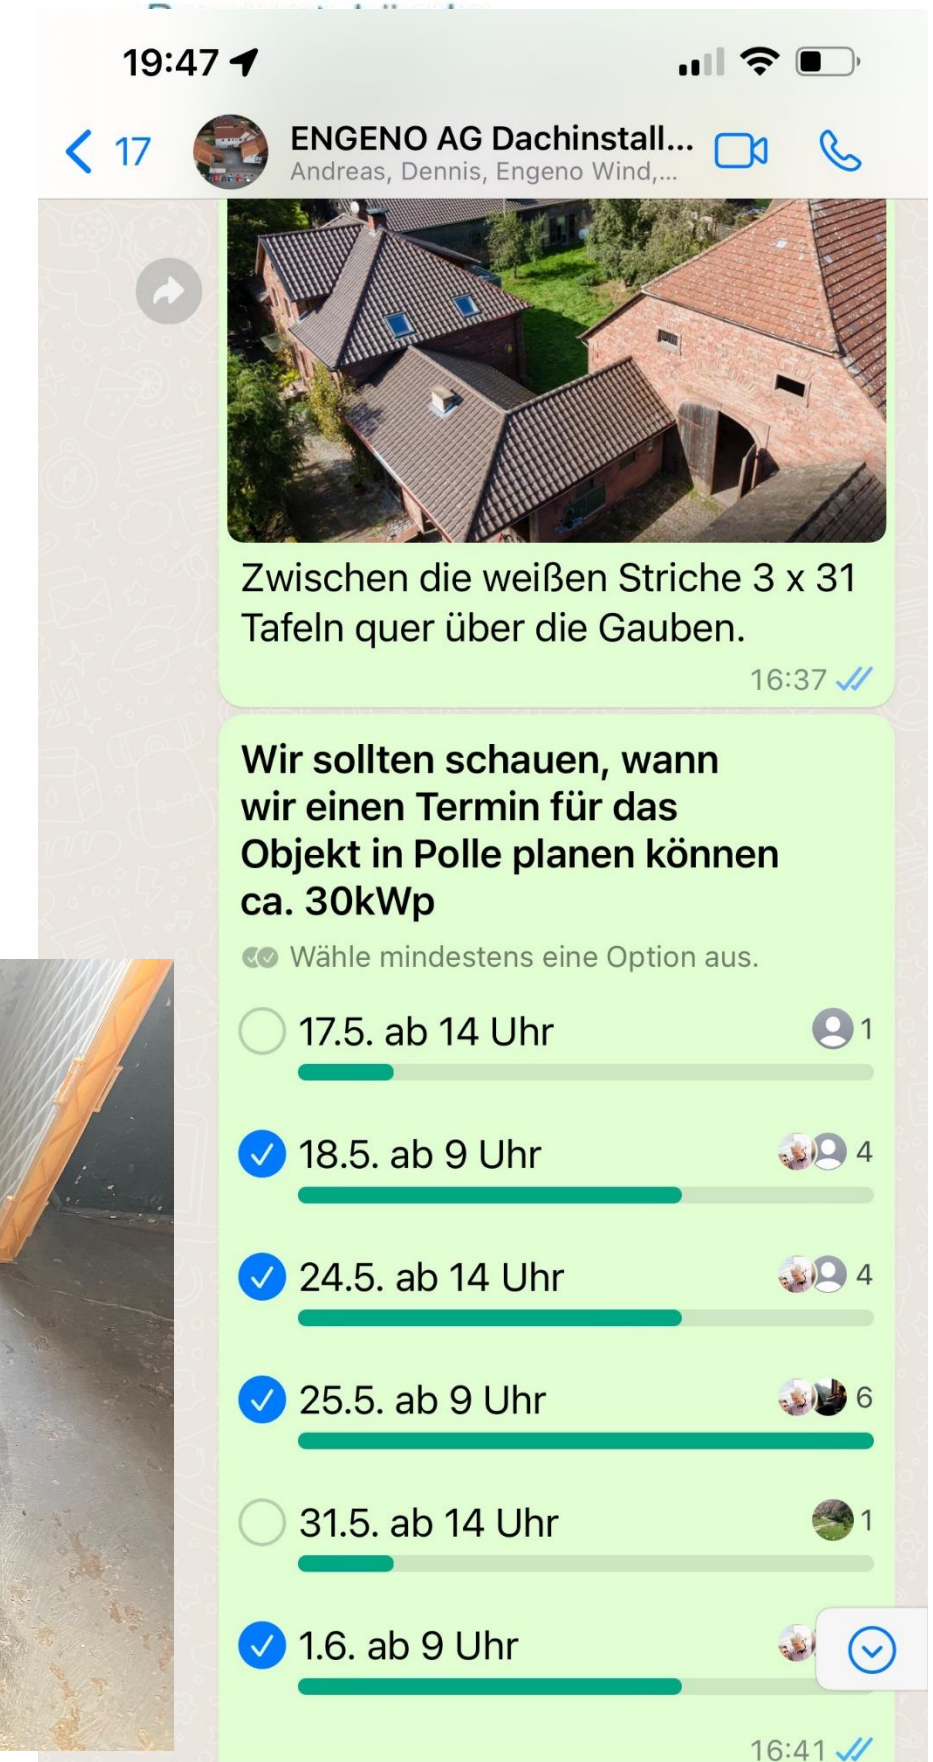 19:47
17
ENGENO AG Dachinstall...
Andreas, Dennis, Engeno Wind,...
Zwischen die weißen Striche 3 x 31
Tafeln quer über die Gauben.
16:37
Wir sollten schauen, wann
wir einen Termin für das
Objekt in Polle planen können
ca. 30kWp
Wähle mindestens eine Option aus.
17.5. ab 14 Uhr 1
18.5. ab 9 Uhr 4
24.5. ab 14 Uhr 4
25.5. ab 9 Uhr 6
31.5. ab 14 Uhr 1
1.6. ab 9 Uhr
16:41